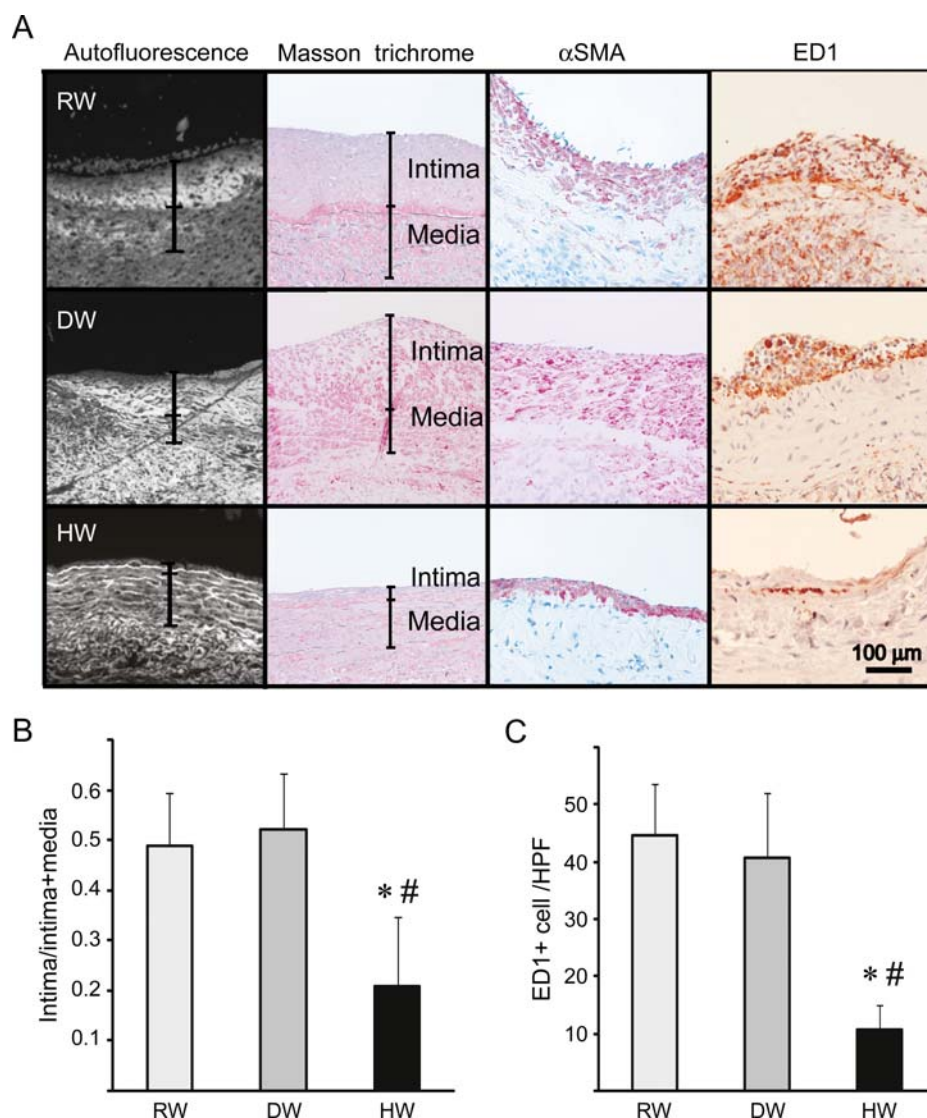 A
Autofluorescence Masson trichrome αSMA ED1
RW
Intima
Media
DW
Intima
Media
HW
Intima
Media
100 μm
B
Intima/intima+media
0.6
0.5
0.4
0.3
0.2
0.1
* #
RW DW HW
C
ED1+ cell /HPF
50
40
30
20
10
* #
RW DW HW